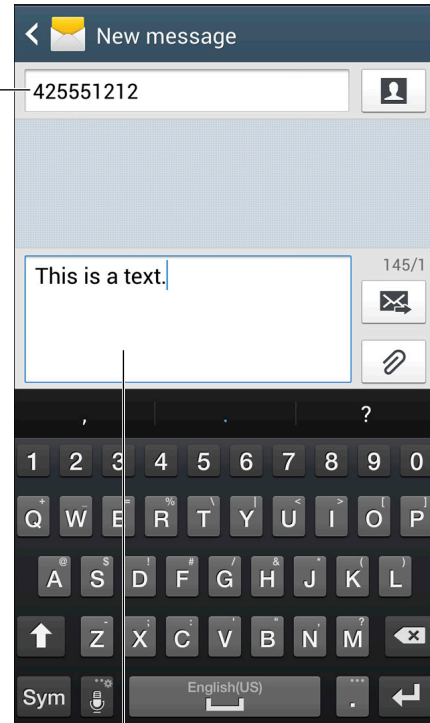 New message
425551212
145/1
This is a text.
, . ?
1 2 3 4 5 6 7 8 9 0
+ _ = % \ | < > [ ]
Q W E R T Y U I O P
@ $ ! # / & * ( )
A S D F G H J K L
- ; : ' " , ?
Z X C V B N M
English(US)
Sym .